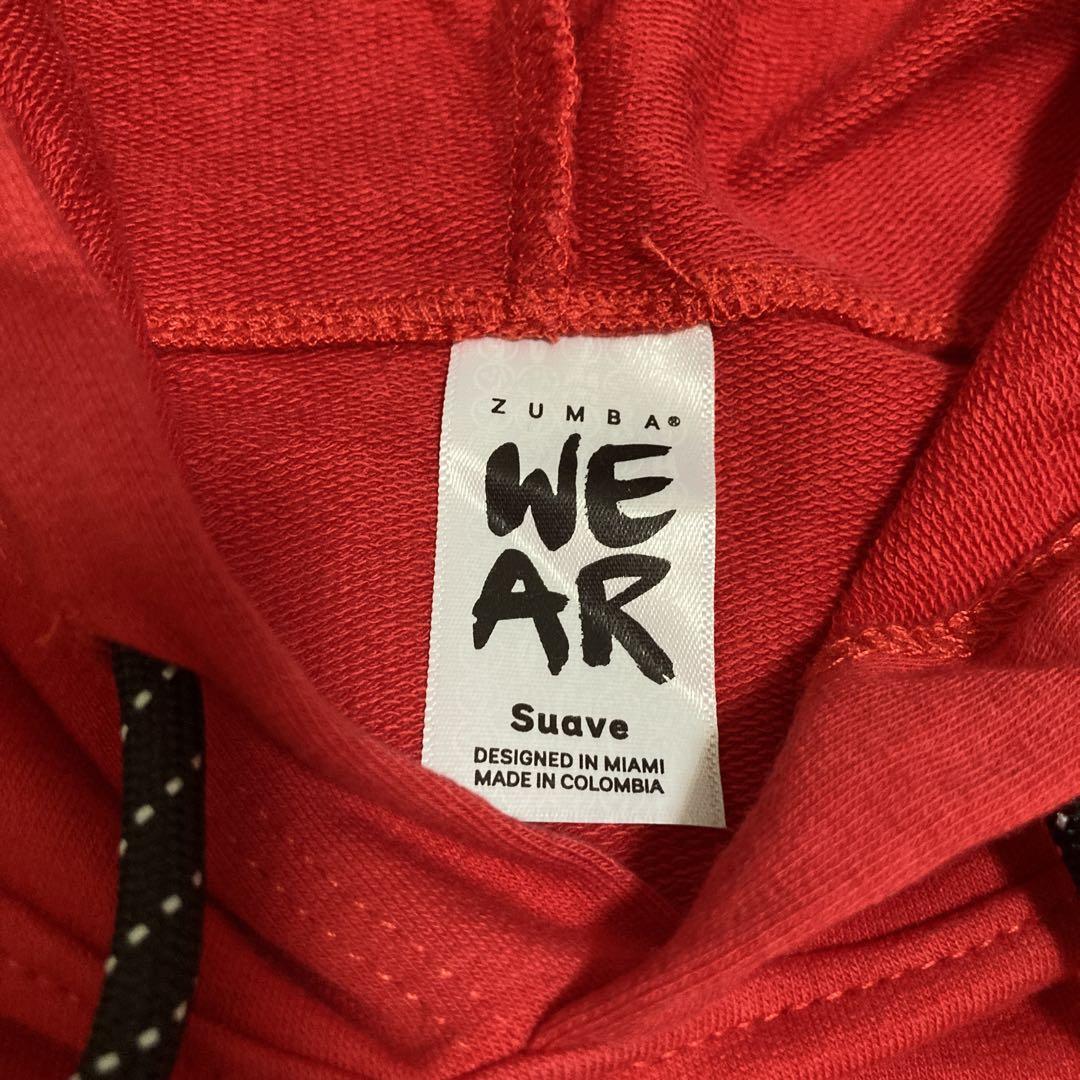 ZUMBA®
WE
AR
Suave
DESIGNED IN MIAMI
MADE IN COLOMBIA